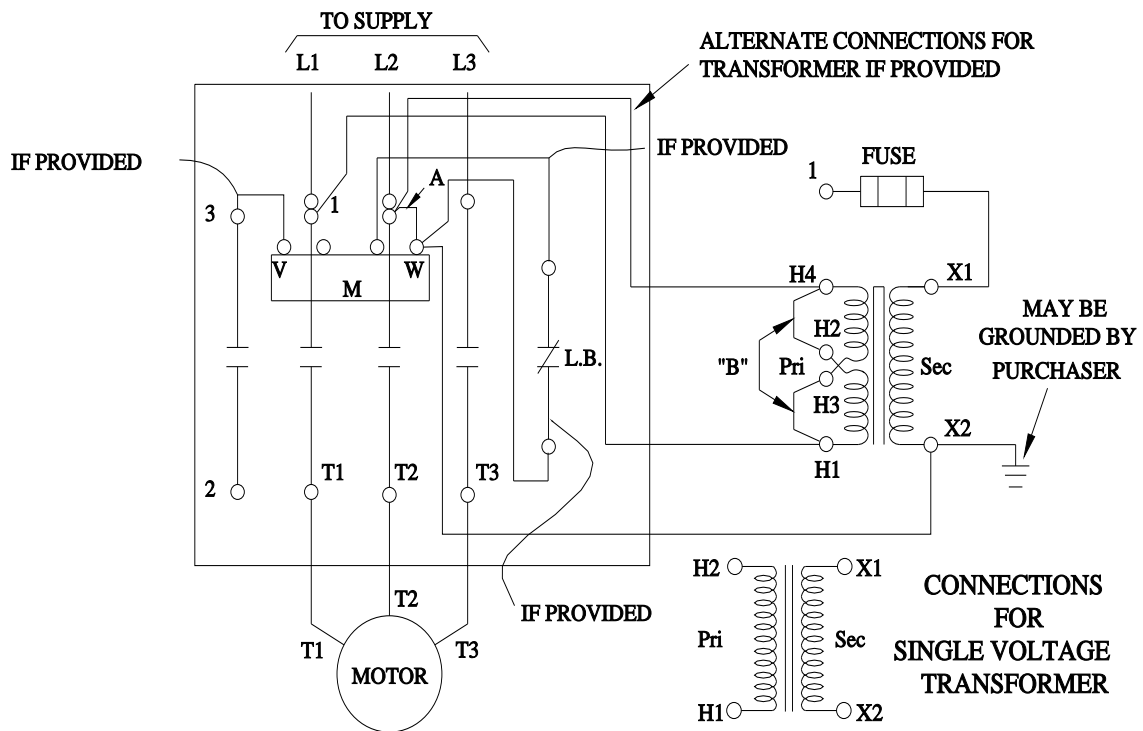 TO SUPPLY
L1 L2 L3
ALTERNATE CONNECTIONS FOR
TRANSFORMER IF PROVIDED
IF PROVIDED
IF PROVIDED
A
3
1
V
W
M
L.B.
1
FUSE
H4
X1
H2
"B"
Pri
Sec
H3
H1
X2
MAY BE
GROUNDED BY
PURCHASER
2
T1
T2
T3
IF PROVIDED
T2
T1
T3
MOTOR
H2
X1
Pri
Sec
H1
X2
CONNECTIONS
FOR
SINGLE VOLTAGE
TRANSFORMER